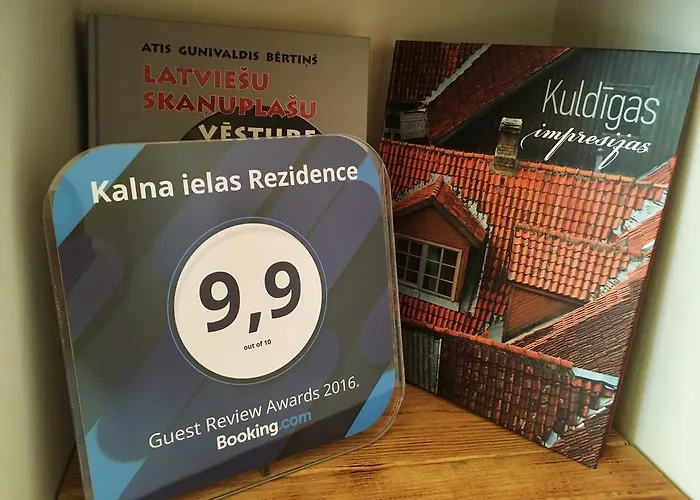 ATIS GUNIVALDIS BĒRTIŅŠ
LATVIEŠU
SKAŅUPLAŠU
VĒSTURE
Kuldīgas
impresijas
Kalna ielas Rezidence
9,9
out of 10
Guest Review Awards 2016.
Booking.com